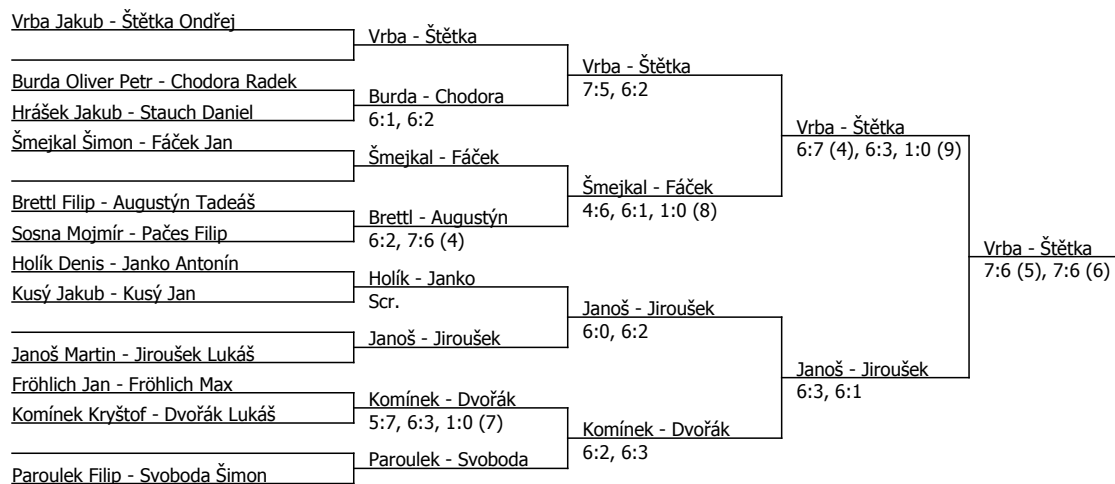 Vrba Jakub - Štětka Ondřej
Vrba - Štětka
Vrba - Štětka
7:5, 6:2
Burda Oliver Petr - Chodora Radek
Burda - Chodora
6:1, 6:2
Hrášek Jakub - Stauch Daniel
Vrba - Štětka
6:7 (4), 6:3, 1:0 (9)
Šmejkal Šimon - Fáček Jan
Šmejkal - Fáček
Šmejkal - Fáček
4:6, 6:1, 1:0 (8)
Brettl Filip - Augustýn Tadeáš
Brettl - Augustýn
6:2, 7:6 (4)
Sosna Mojmír - Pačes Filip
Vrba - Štětka
7:6 (5), 7:6 (6)
Holík Denis - Janko Antonín
Holík - Janko
Scr.
Kusý Jakub - Kusý Jan
Janoš - Jiroušek
6:0, 6:2
Janoš - Jiroušek
Janoš Martin - Jiroušek Lukáš
Janoš - Jiroušek
6:3, 6:1
Fröhlich Jan - Fröhlich Max
Komínek - Dvořák
5:7, 6:3, 1:0 (7)
Komínek Kryštof - Dvořák Lukáš
Komínek - Dvořák
6:2, 6:3
Paroulek - Svoboda
Paroulek Filip - Svoboda Šimon